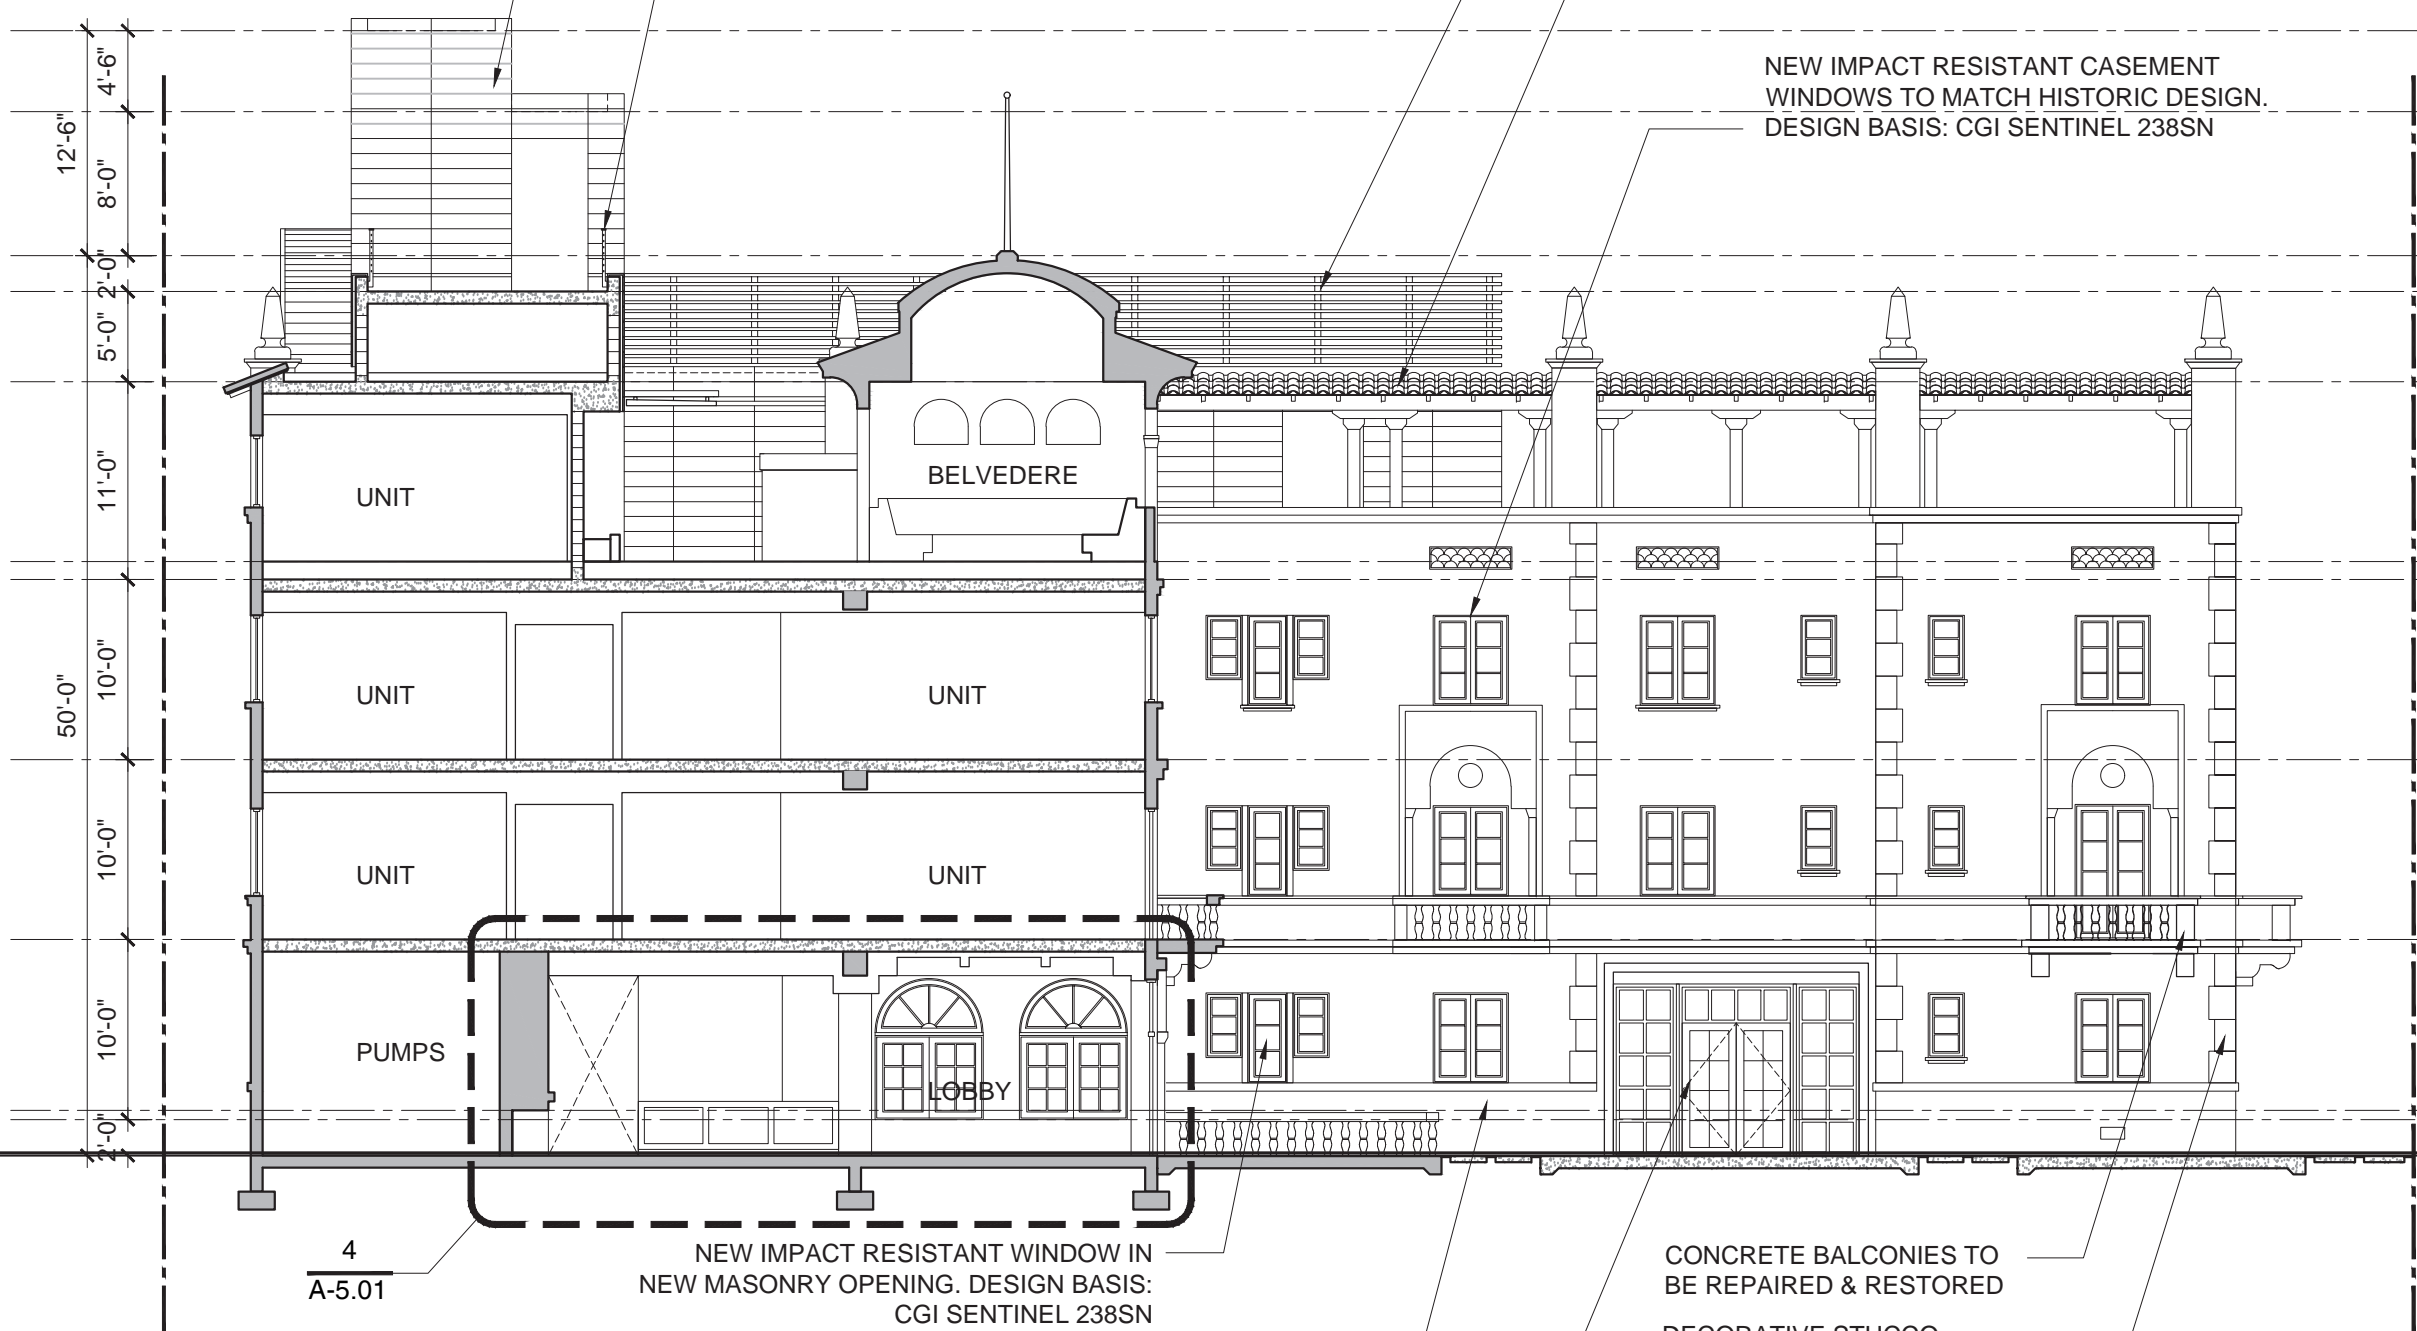 4'-6"
12'-6"
8'-0"
2'-0"
5'-0"
11'-0"
50'-0"
10'-0"
10'-0"
10'-0"
2'-0"
NEW IMPACT RESISTANT CASEMENT
WINDOWS TO MATCH HISTORIC DESIGN.
DESIGN BASIS: CGI SENTINEL 238SN
BELVEDERE
UNIT
UNIT
UNIT
UNIT
UNIT
PUMPS
LOBBY
4
A-5.01
NEW IMPACT RESISTANT WINDOW IN
NEW MASONRY OPENING. DESIGN BASIS:
CGI SENTINEL 238SN
CONCRETE BALCONIES TO
BE REPAIRED & RESTORED
DECORATIVE STUCCO